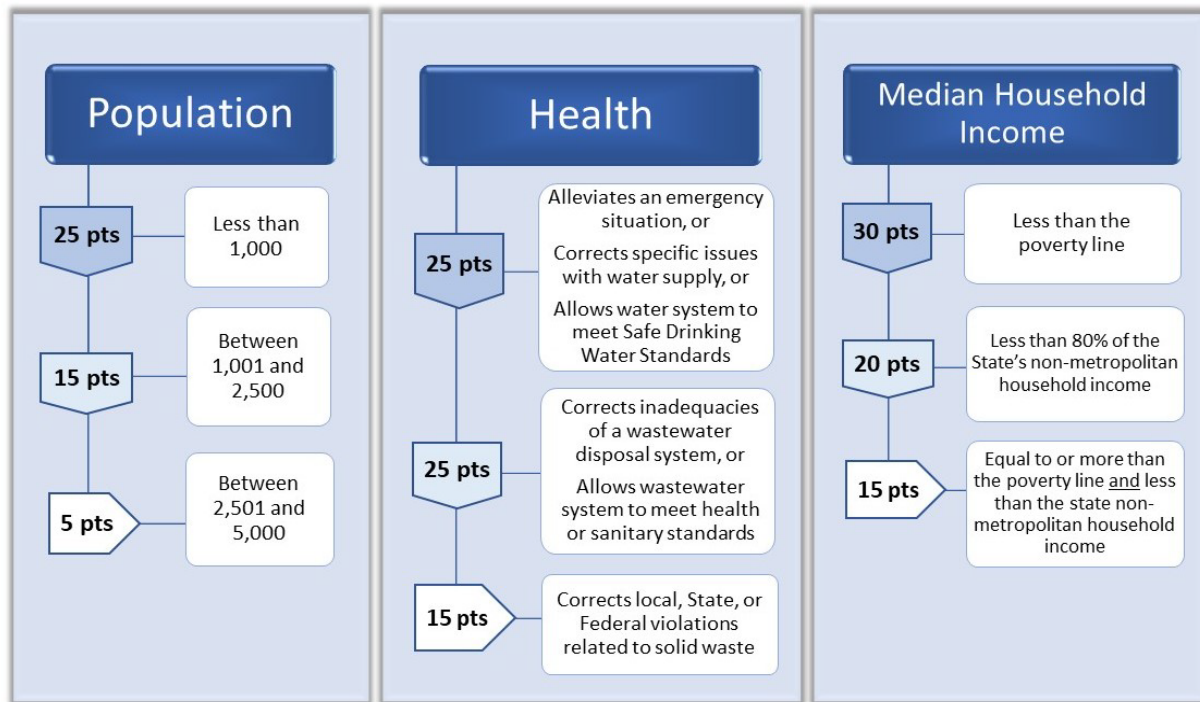 Population
25 pts
Less than
1,000
15 pts
Between
1,001 and
2,500
5 pts
Between
2,501 and
5,000
Health
25 pts
Alleviates an emergency
situation, or
Corrects specific issues
with water supply, or
Allows water system to
meet Safe Drinking
Water Standards
25 pts
Corrects inadequacies
of a wastewater
disposal system, or
Allows wastewater
system to meet health
or sanitary standards
15 pts
Corrects local, State, or
Federal violations
related to solid waste
Median Household
Income
30 pts
Less than the
poverty line
20 pts
Less than 80% of the
State's non-metropolitan
household income
15 pts
Equal to or more than
the poverty line and less
than the state non-
metropolitan household
income